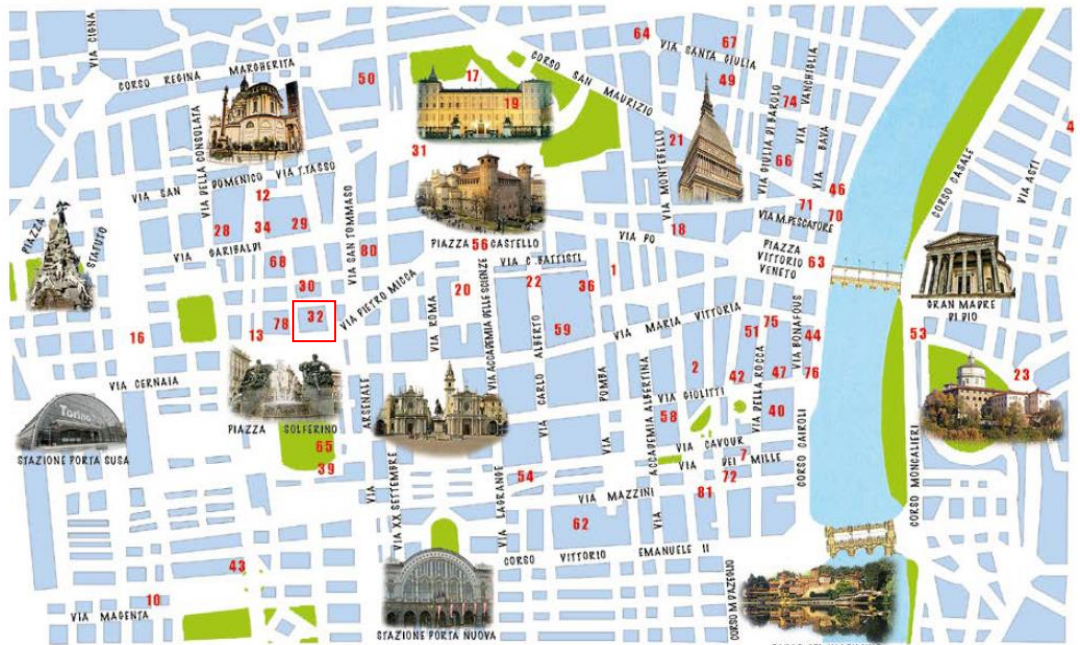 VIA CIGNA
CORSO REGINA MARGHERITA
50
17
19
CORSO SAN MAURIZIO
64
VIA SANTA GIULIA
67
49
74
VIA VANCHIGLIA
4
VIA DELLA CONSOLATA
VIA SAN DOMENICO
VIA T.TASSO
12
31
21
VIA MONTEBELLO
VIA GIULIA DI BAROLO
66
VIA BAVA
46
CORSO CASALE
VIA ASTI
PIAZZA STATUTO
28
34
29
VIA GARIBALDI
68
VIA SAN TOMMASO
80
PIAZZA CASTELLO
56
VIA PO
18
71
70
VIA M.PESCATORE
PIAZZA
VITTORIO
VENETO
63
VIA C. BATTISTI
1
30
VIA PIETRO MICCA
VIA ROMA
20
VIA ACCADEMIA DELLE SCIENZE
22
36
GRAN MADRE
DI DIO
16
13
78
32
59
VIA MARIA VITTORIA
51
75
VIA BONAFOUS
44
53
VIA CERNAIA
VIA CARLO ALBERTO
VIA POMBA
2
42
VIA DELLA ROCCA
47
76
23
Torino
STAZIONE PORTA SUSA
PIAZZA SOLFERINO
VIA ARSENALE
VIA GIOLITTI
58
VIA ACCADEMIA ALBERTINA
40
65
39
VIA XX SETTEMBRE
VIA LAGRANGE
54
VIA CAVOUR
VIA DEI MILLE
7
72
CORSO CAIROLI
CORSO MONCALIERI
VIA MAZZINI
81
62
CORSO VITTORIO EMANUELE II
43
10
VIA MAGENTA
STAZIONE PORTA NUOVA
CORSO M.D'AZEGLIO